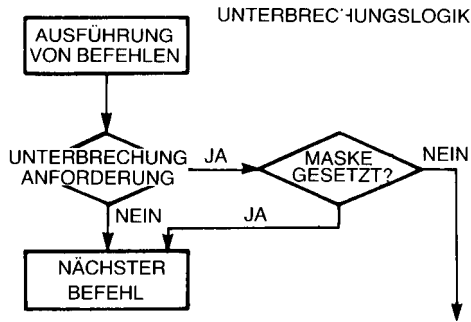 UNTERBRECHUNGSLOGIK
AUSFÜHRUNG
VON BEFEHLEN
UNTERBRECHUNG
ANFORDERUNG
JA
MASKE
GESETZT?
NEIN
NEIN
JA
NÄCHSTER
BEFEHL